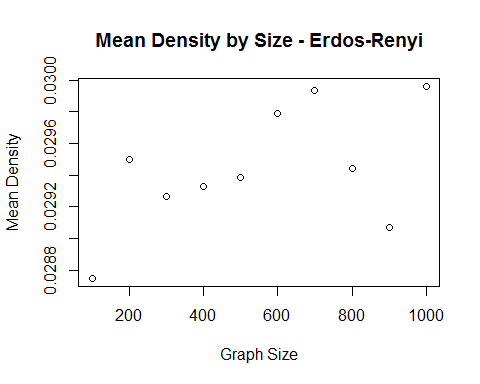 Mean Density by Size - Erdos-Renyi
Mean Density
0.0300
0.0296
0.0292
0.0288
200 400 600 800 1000
Graph Size